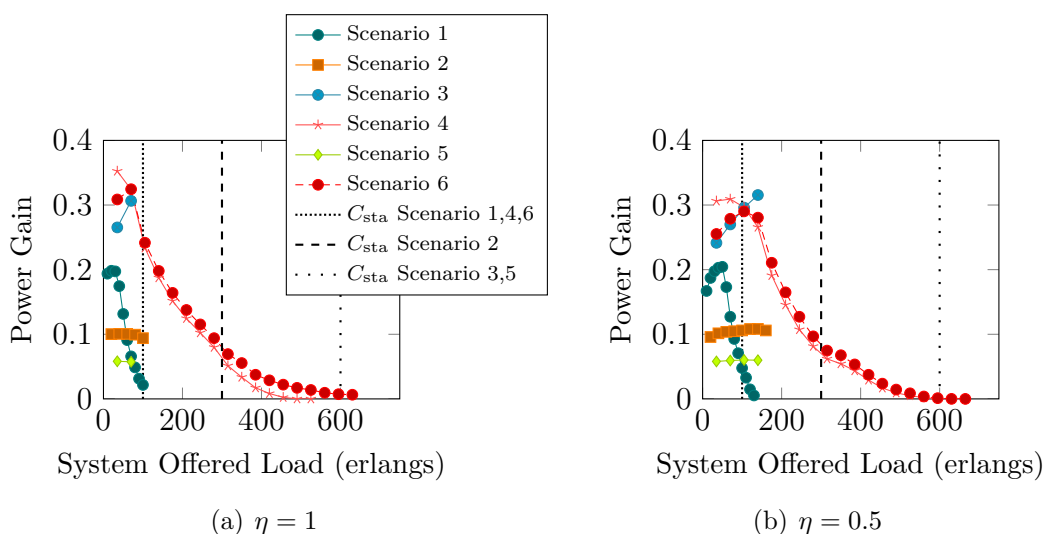 Scenario 1
Scenario 2
Scenario 3
Scenario 4
Scenario 5
Scenario 6
C_sta Scenario 1,4,6
C_sta Scenario 2
C_sta Scenario 3,5
0.4
0.3
0.2
0.1
0
0 200 400 600
Power Gain
System Offered Load (erlangs)
(a) η = 1
0.4
0.3
0.2
0.1
0
0 200 400 600
Power Gain
System Offered Load (erlangs)
(b) η = 0.5